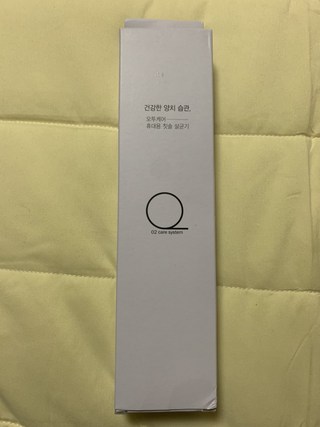 건강한 양치 습관.
오투케어
휴대용 칫솔 살균기
O2 care system